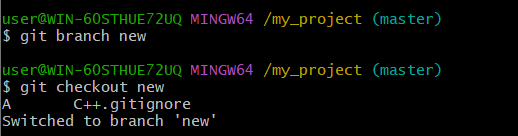 user@WIN-6OSTHUE72UQ MINGW64 /my_project (master)
$ git branch new
user@WIN-6OSTHUE72UQ MINGW64 /my_project (master)
$ git checkout new
A       C++.gitignore
Switched to branch 'new'